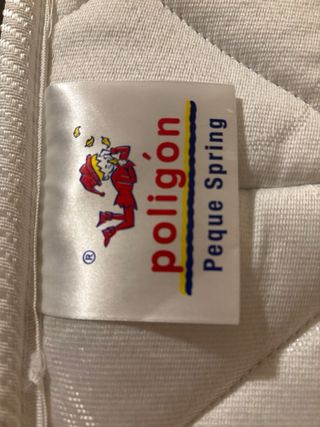 poligón
Peque Spring
®